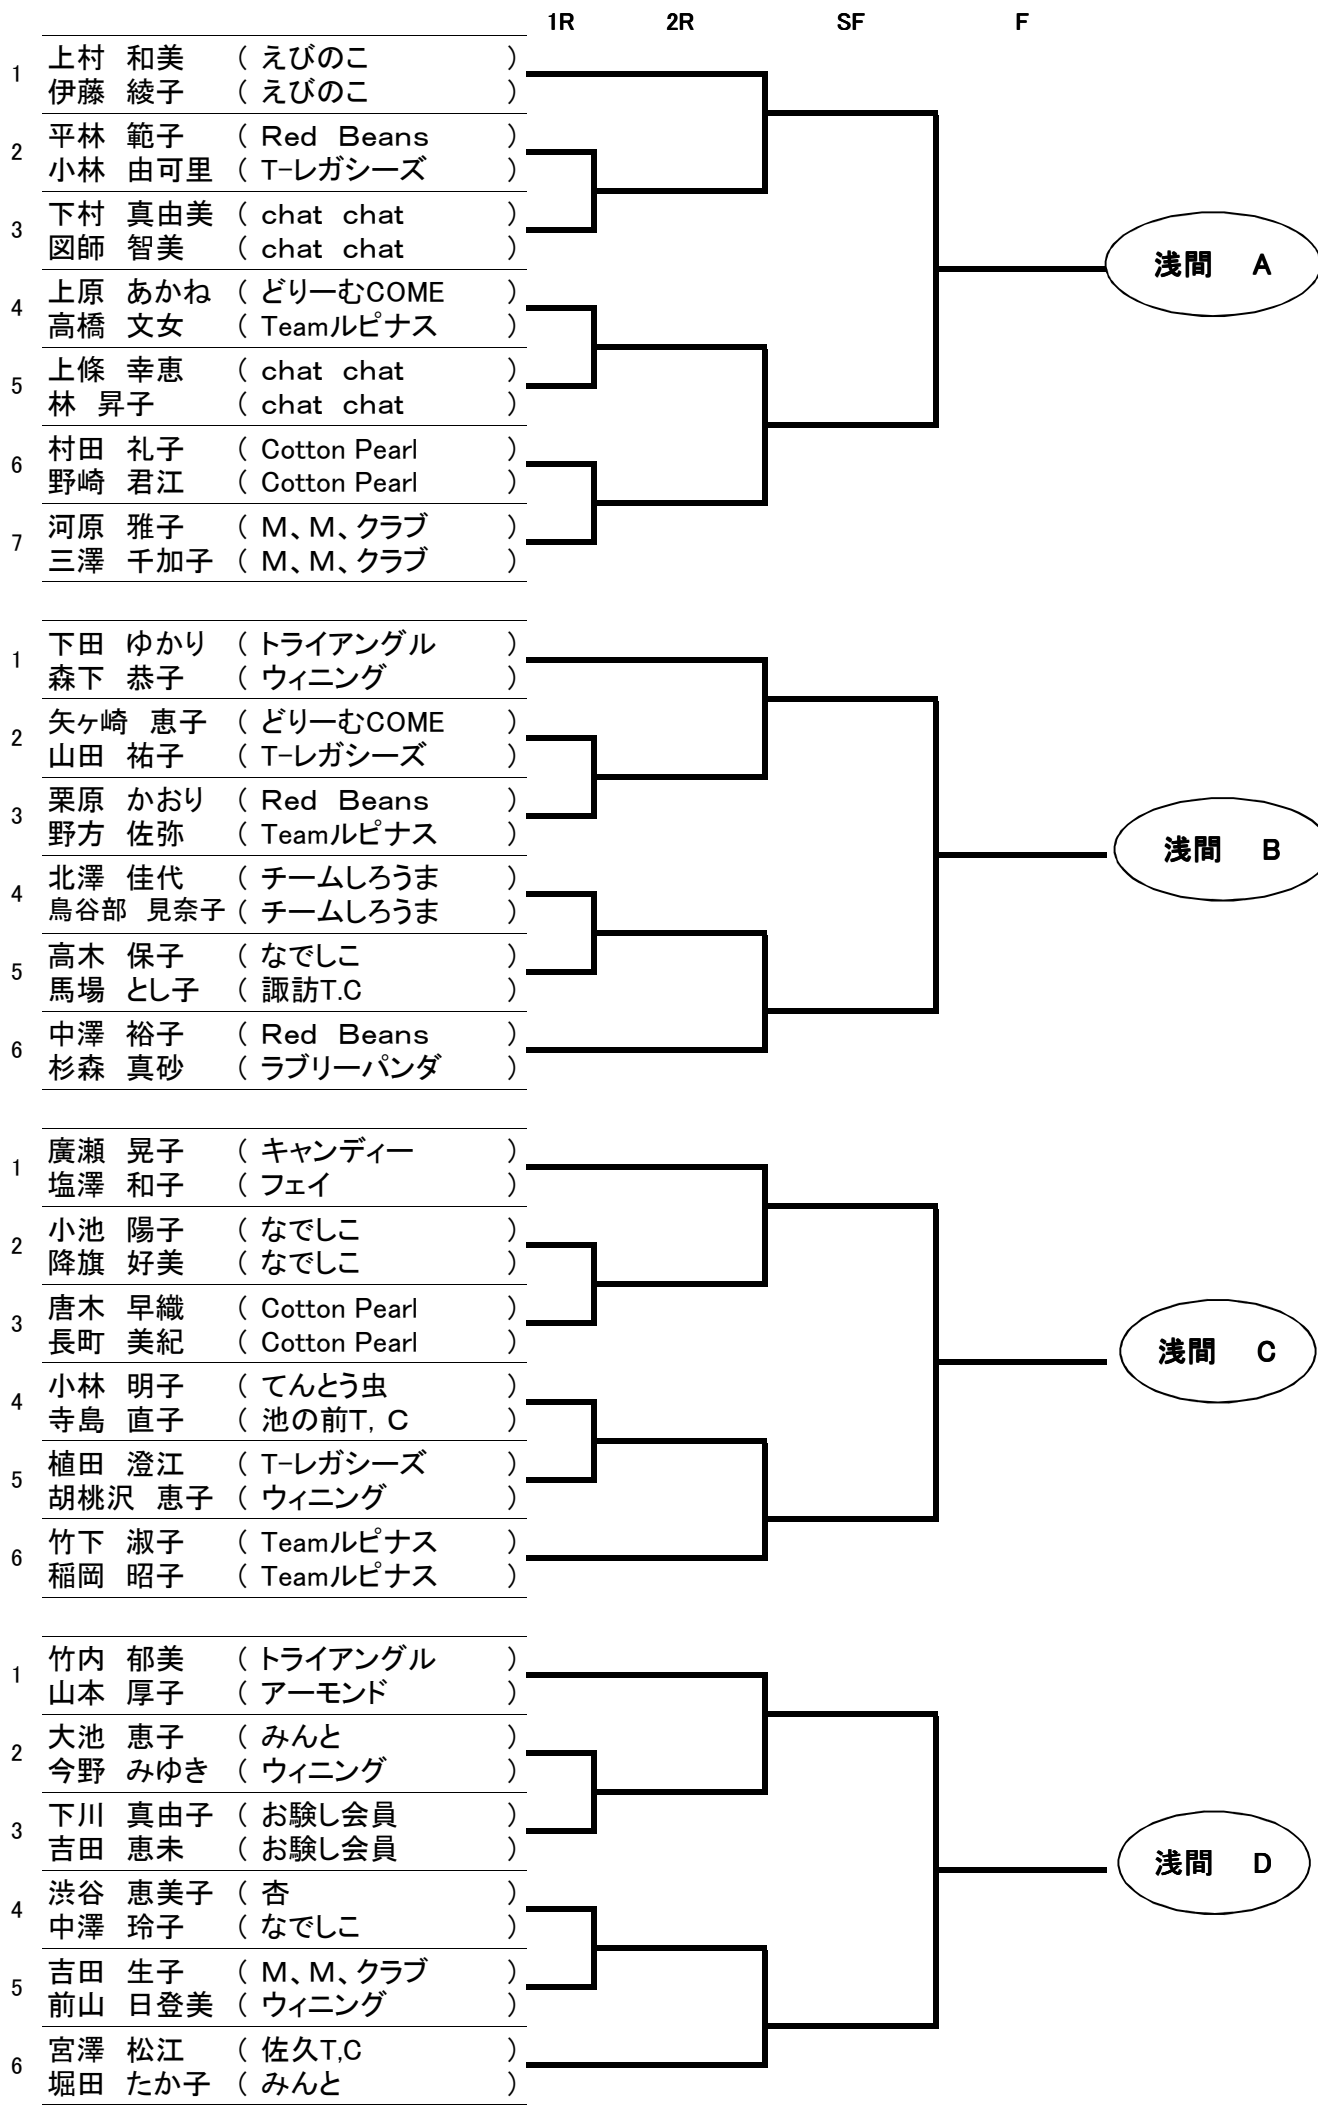 1R 2R SF F
1
上村 和美 ( えびのこ )
伊藤 綾子 ( えびのこ )
2
平林 範子 ( Red Beans )
小林 由可里 ( T-レガシーズ )
3
下村 真由美 ( chat chat )
図師 智美 ( chat chat )
4
上原 あかね ( どりーむCOME )
高橋 文女 ( Teamルピナス )
5
上條 幸恵 ( chat chat )
林 昇子 ( chat chat )
6
村田 礼子 ( Cotton Pearl )
野崎 君江 ( Cotton Pearl )
7
河原 雅子 ( M、M、クラブ )
三澤 千加子 ( M、M、クラブ )
浅間 A
1
下田 ゆかり ( トライアングル )
森下 恭子 ( ウィニング )
2
矢ヶ崎 恵子 ( どりーむCOME )
山田 祐子 ( T-レガシーズ )
3
栗原 かおり ( Red Beans )
野方 佐弥 ( Teamルピナス )
4
北澤 佳代 ( チームしろうま )
鳥谷部 見奈子 ( チームしろうま )
5
高木 保子 ( なでしこ )
馬場 とし子 ( 諏訪T.C )
6
中澤 裕子 ( Red Beans )
杉森 真砂 ( ラブリーパンダ )
浅間 B
1
廣瀬 晃子 ( キャンディー )
塩澤 和子 ( フェイ )
2
小池 陽子 ( なでしこ )
降旗 好美 ( なでしこ )
3
唐木 早織 ( Cotton Pearl )
長町 美紀 ( Cotton Pearl )
4
小林 明子 ( てんとう虫 )
寺島 直子 ( 池の前T,C )
5
植田 澄江 ( T-レガシーズ )
胡桃沢 恵子 ( ウィニング )
6
竹下 淑子 ( Teamルピナス )
稲岡 昭子 ( Teamルピナス )
浅間 C
1
竹内 郁美 ( トライアングル )
山本 厚子 ( アーモンド )
2
大池 恵子 ( みんと )
今野 みゆき ( ウィニング )
3
下川 真由子 ( お験し会員 )
吉田 恵未 ( お験し会員 )
4
渋谷 恵美子 ( 杏 )
中澤 玲子 ( なでしこ )
5
吉田 生子 ( M、M、クラブ )
前山 日登美 ( ウィニング )
6
宮澤 松江 ( 佐久T,C )
堀田 たか子 ( みんと )
浅間 D